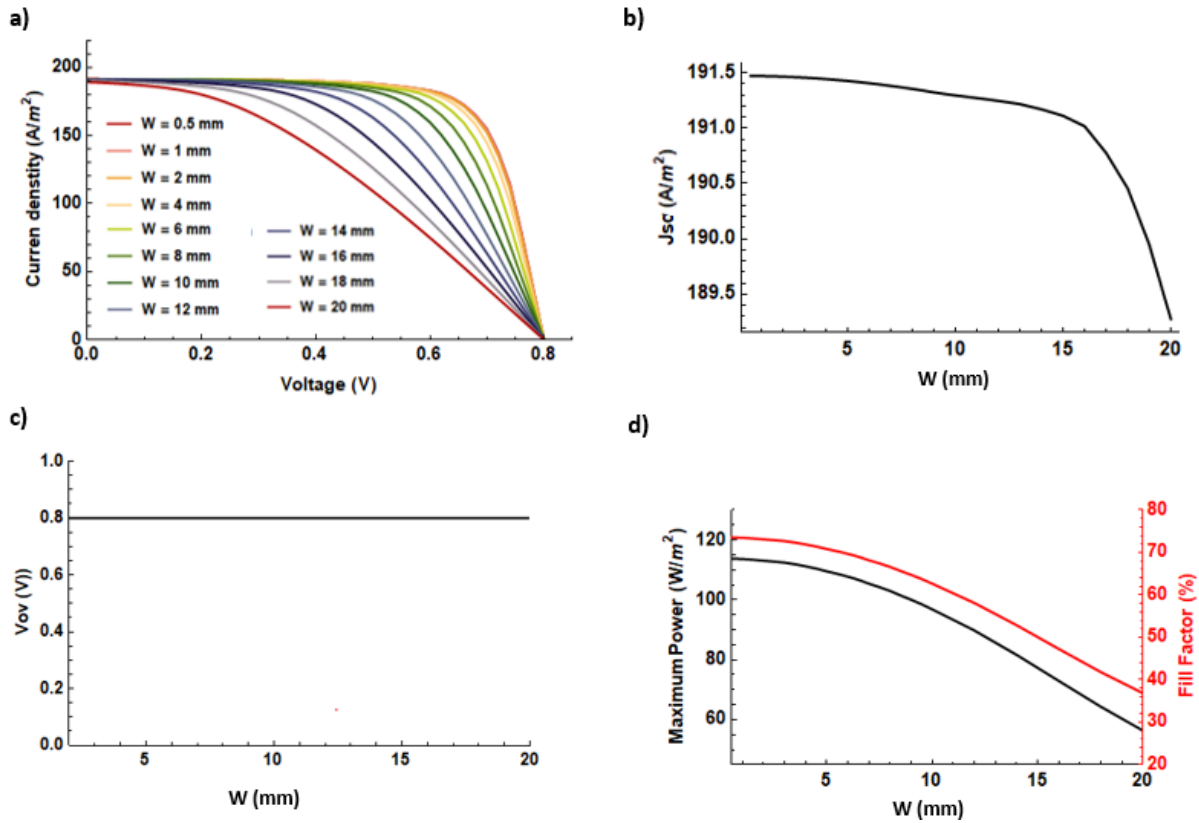 a)
200
150
100
50
0
Curren denstity (A/m²)
W = 0.5 mm
W = 1 mm
W = 2 mm
W = 4 mm
W = 6 mm
W = 8 mm
W = 10 mm
W = 12 mm
W = 14 mm
W = 16 mm
W = 18 mm
W = 20 mm
0.0 0.2 0.4 0.6 0.8
Voltage (V)
b)
191.5
191.0
190.5
190.0
189.5
Jsc (A/m²)
5 10 15 20
W (mm)
c)
1.0
0.8
0.6
0.4
0.2
0.0
Vov (V))
5 10 15 20
W (mm)
d)
120
100
80
60
Maximum Power (W/m²)
80
70
60
50
40
30
20
Fill Factor (%)
5 10 15 20
W (mm)